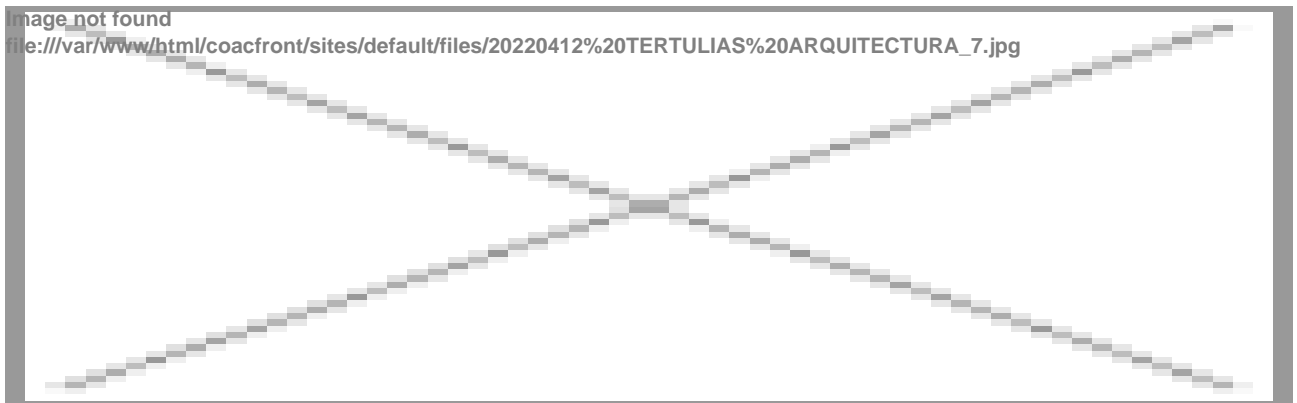 Image not found
file:///var/www/html/coacfront/sites/default/files/20220412%20TERTULIAS%20ARQUITECTURA_7.jpg